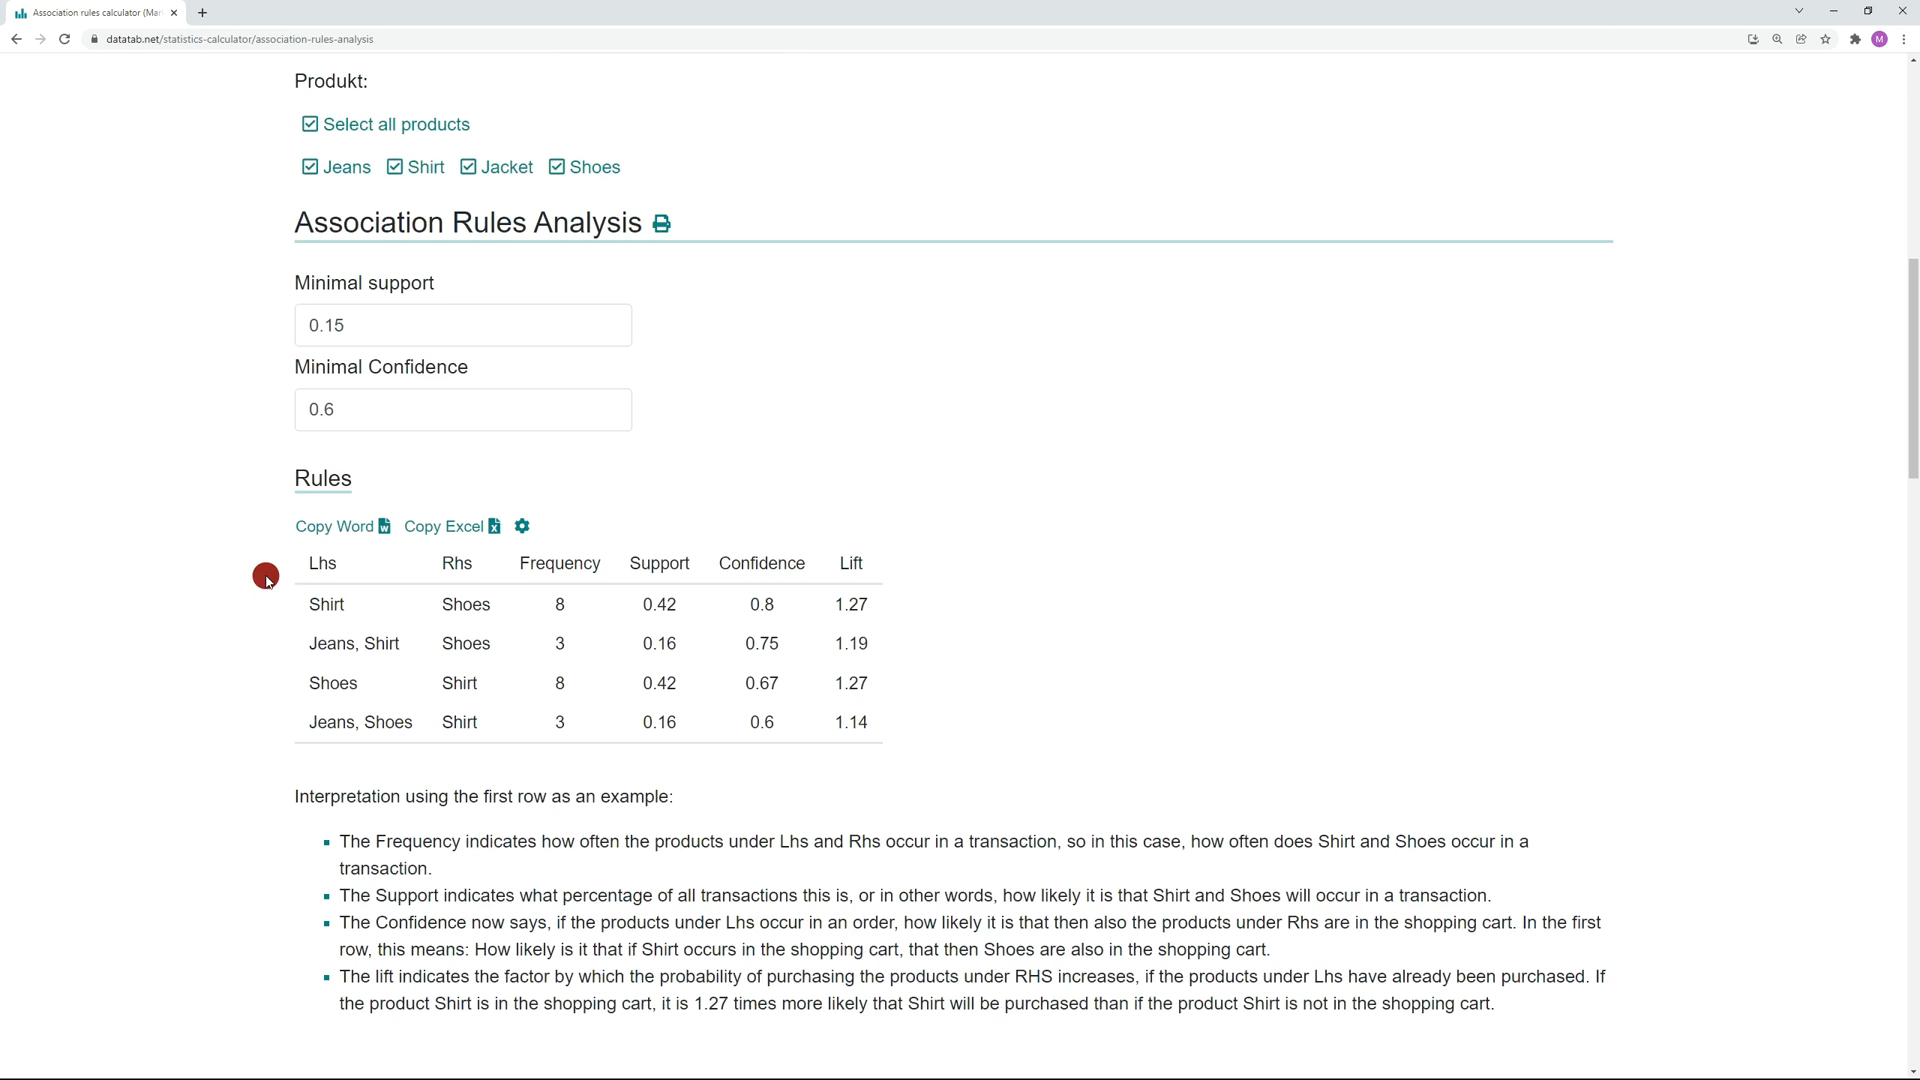 Association rules calculator (Mar
datatab.net/statistics-calculator/association-rules-analysis
M
Produkt:
Select all products
Jeans Shirt Jacket Shoes
Association Rules Analysis
Minimal support
0.15
Minimal Confidence
0.6
Rules
Copy Word Copy Excel
Lhs Rhs Frequency Support Confidence Lift
Shirt Shoes 8 0.42 0.8 1.27
Jeans, Shirt Shoes 3 0.16 0.75 1.19
Shoes Shirt 8 0.42 0.67 1.27
Jeans, Shoes Shirt 3 0.16 0.6 1.14
Interpretation using the first row as an example:
The Frequency indicates how often the products under Lhs and Rhs occur in a transaction, so in this case, how often does Shirt and Shoes occur in a
transaction.
The Support indicates what percentage of all transactions this is, or in other words, how likely it is that Shirt and Shoes will occur in a transaction.
The Confidence now says, if the products under Lhs occur in an order, how likely it is that then also the products under Rhs are in the shopping cart. In the first
row, this means: How likely is it that if Shirt occurs in the shopping cart, that then Shoes are also in the shopping cart.
The lift indicates the factor by which the probability of purchasing the products under RHS increases, if the products under Lhs have already been purchased. If
the product Shirt is in the shopping cart, it is 1.27 times more likely that Shirt will be purchased than if the product Shirt is not in the shopping cart.